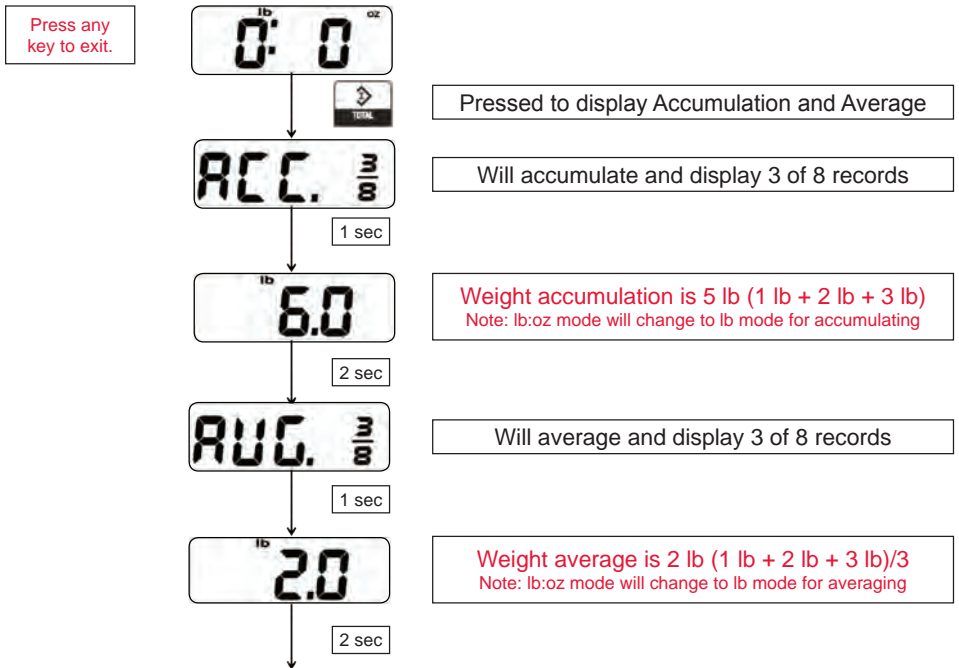 Press any
key to exit.
lb oz
0: 0
TOTAL
Pressed to display Accumulation and Average
ACC. 3/8
Will accumulate and display 3 of 8 records
1 sec
lb
6.0
Weight accumulation is 5 lb (1 lb + 2 lb + 3 lb)
Note: lb:oz mode will change to lb mode for accumulating
2 sec
AVG. 3/8
Will average and display 3 of 8 records
1 sec
lb
2.0
Weight average is 2 lb (1 lb + 2 lb + 3 lb)/3
Note: lb:oz mode will change to lb mode for averaging
2 sec